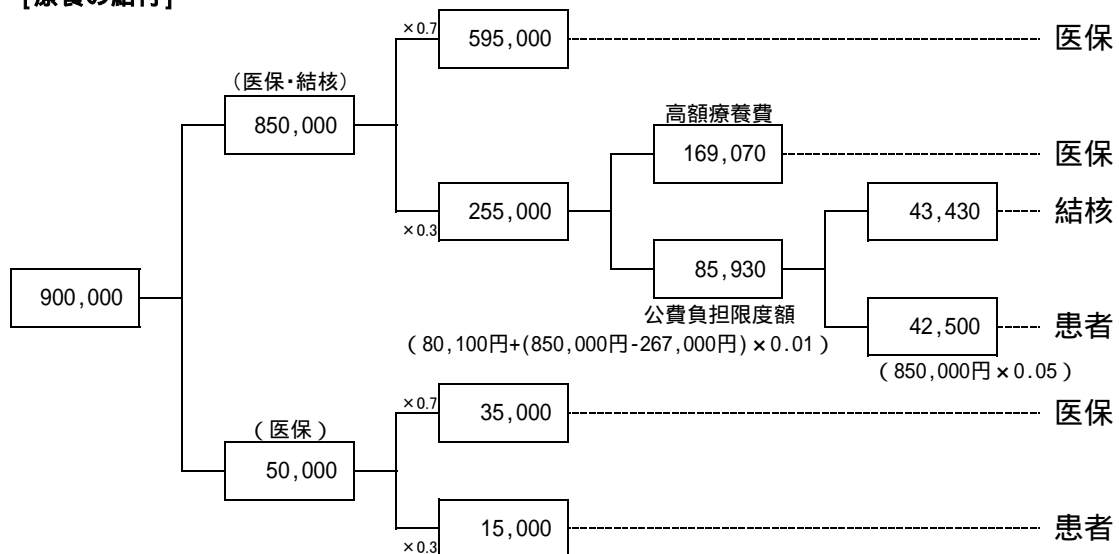 [療養の給付]
×0.7 595,000 医保
(医保・結核) 高額療養費
850,000 169,070 医保
×0.3 255,000 43,430 結核
900,000 85,930
公費負担限度額 42,500 患者
(80,100円+(850,000円-267,000円)×0.01)
(850,000円×0.05)
×0.7 35,000 医保
(医保)
50,000
×0.3 15,000 患者